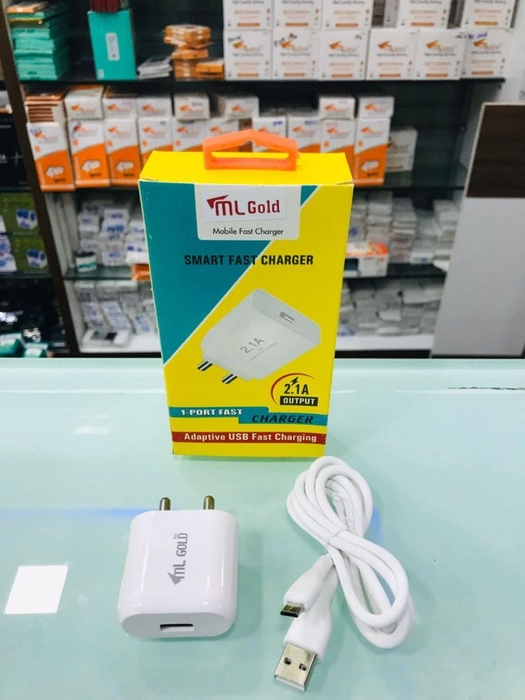 ML Gold
Mobile Fast Charger
SMART FAST CHARGER
2.1A
2.1A
OUTPUT
1-PORT FAST
CHARGER
Adaptive USB Fast Charging
ML GOLD